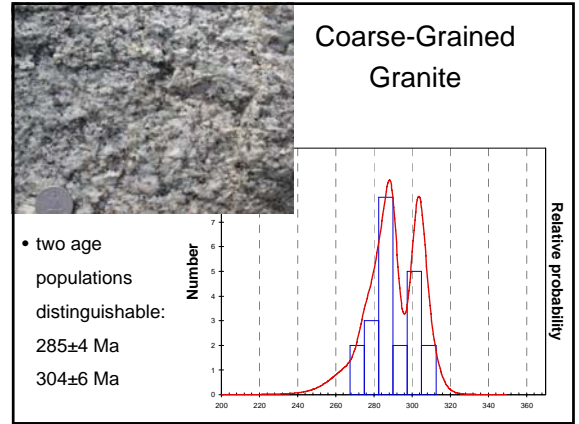 Coarse-Grained
Granite
• two age
populations
distinguishable:
285±4 Ma
304±6 Ma
Number
7
6
5
4
3
2
1
0
200 220 240 260 280 300 320 340 360
Relative probability